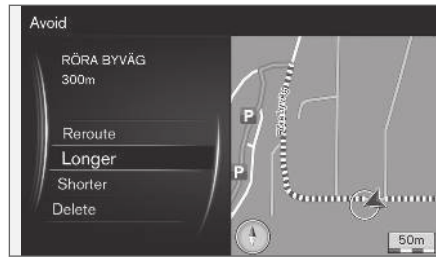 Avoid
RÖRA BYVÄG
300m
Reroute
Longer
Shorter
Delete
P
P
50m